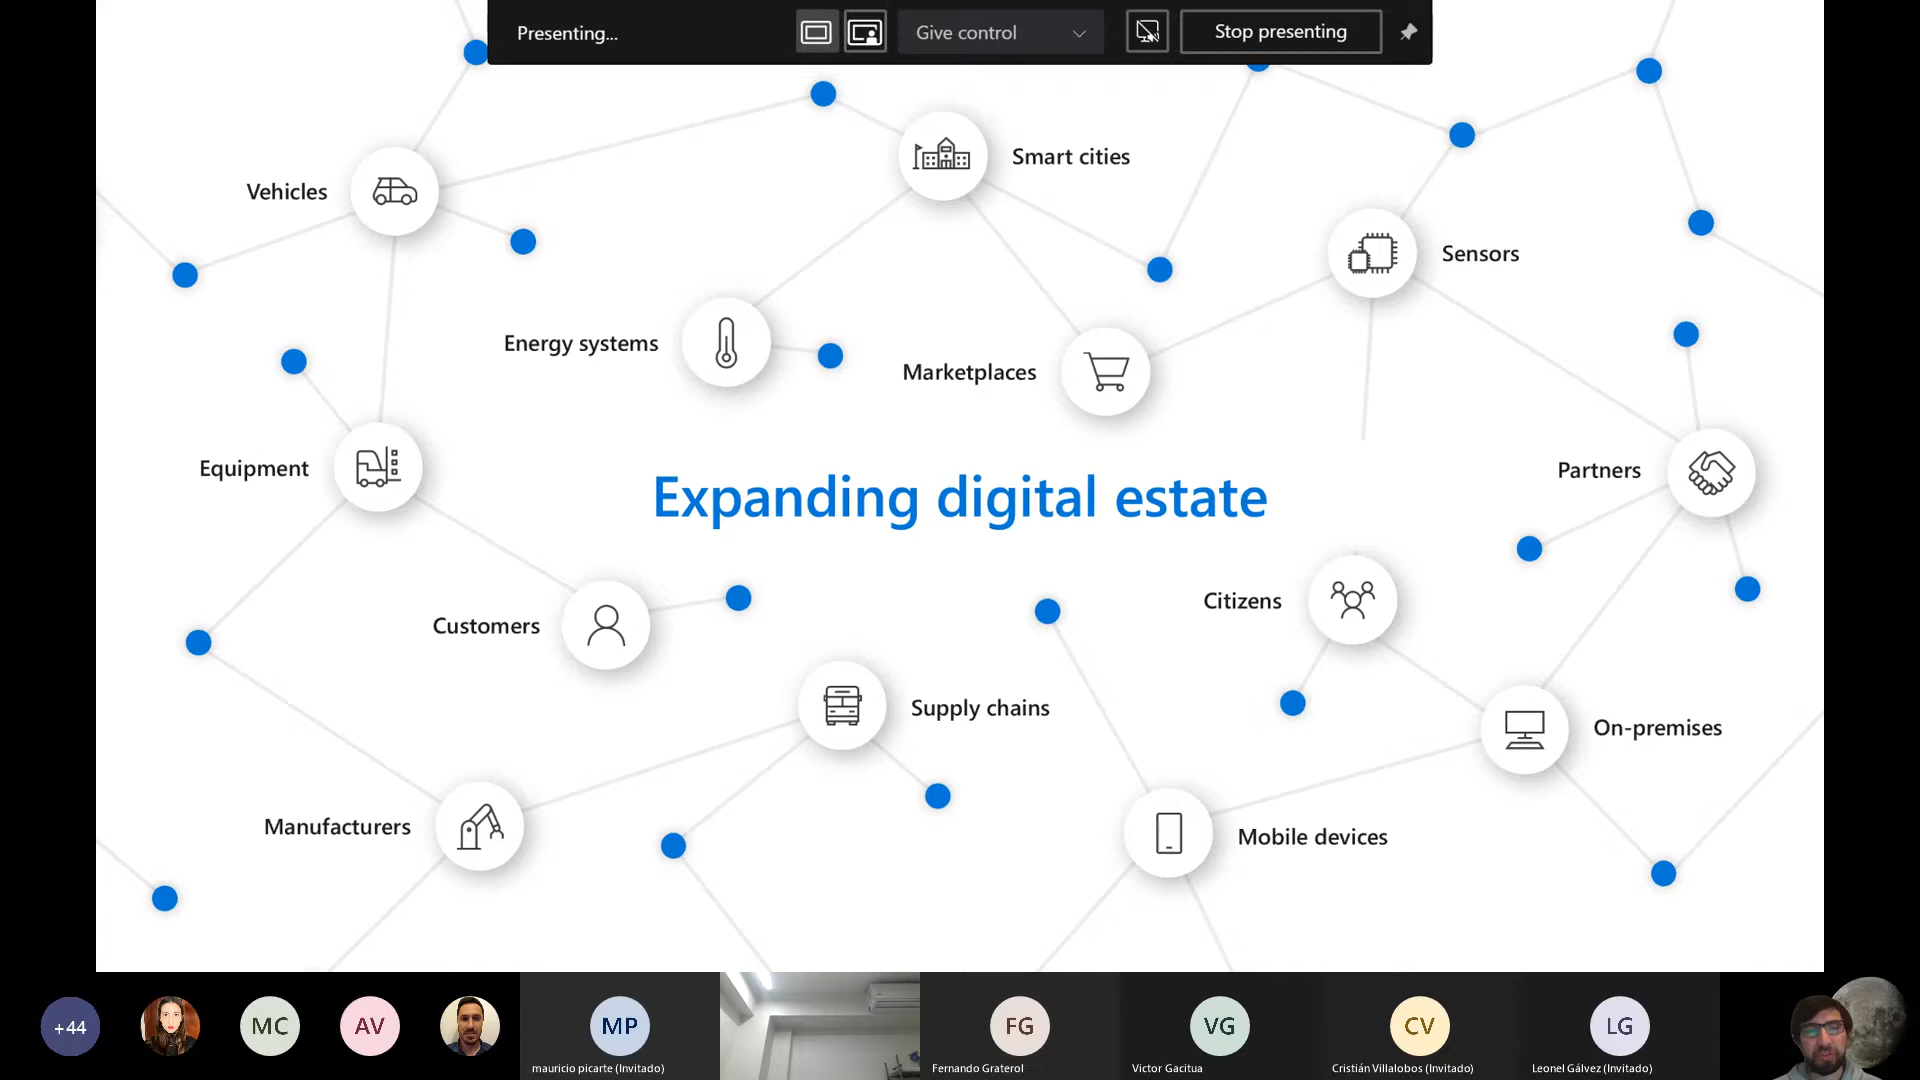 Presenting...
Give control
Stop presenting
Smart cities
Vehicles
Sensors
Energy systems
Marketplaces
Equipment
Partners
Expanding digital estate
Citizens
Customers
Supply chains
On-premises
Manufacturers
Mobile devices
+44
MC
AV
MP
FG
VG
CV
LG
mauricio picarte (Invitado)
Fernando Graterol
Victor Gacitua
Cristián Villalobos (Invitado)
Leonel Gálvez (Invitado)